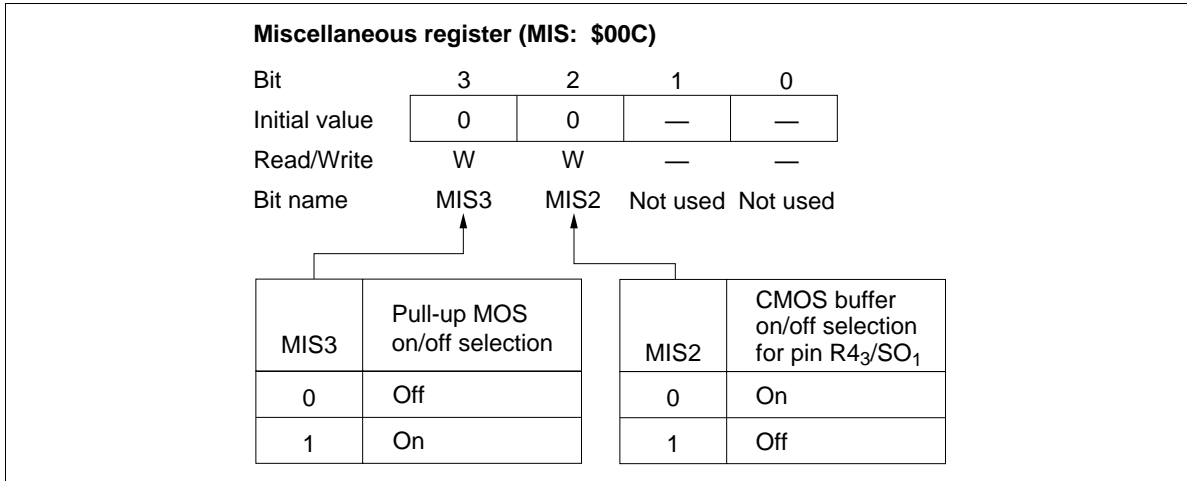 Miscellaneous register (MIS: $00C)
Bit 3 2 1 0
Initial value 0 0 — —
Read/Write W W — —
Bit name MIS3 MIS2 Not used Not used
MIS3 Pull-up MOS
on/off selection
0 Off
1 On
MIS2 CMOS buffer
on/off selection
for pin R4₃/SO₁
0 On
1 Off